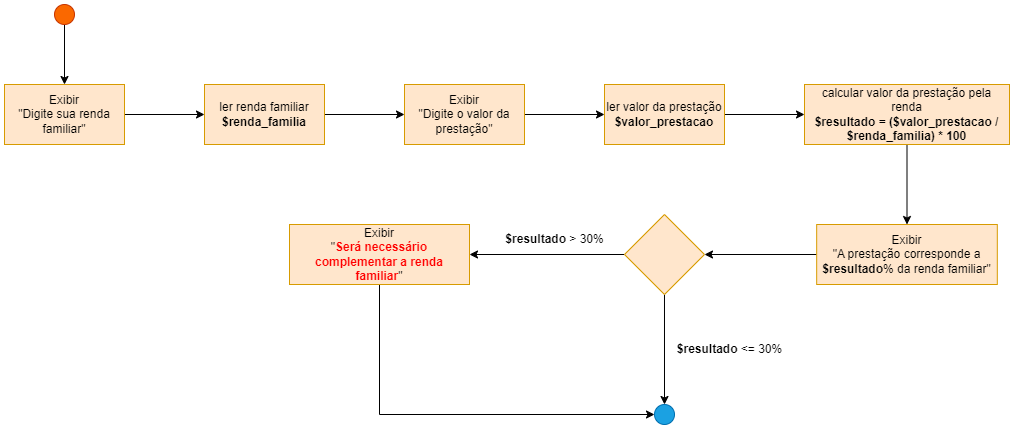 Exibir
"Digite sua renda
familiar"
ler renda familiar
$renda_familia
Exibir
"Digite o valor da
prestação"
ler valor da prestação
$valor_prestacao
calcular valor da prestação pela
renda
$resultado = ($valor_prestacao /
$renda_familia) * 100
Exibir
"A prestação corresponde a
$resultado% da renda familiar"
$resultado > 30%
Exibir
"Será necessário
complementar a renda
familiar"
$resultado <= 30%